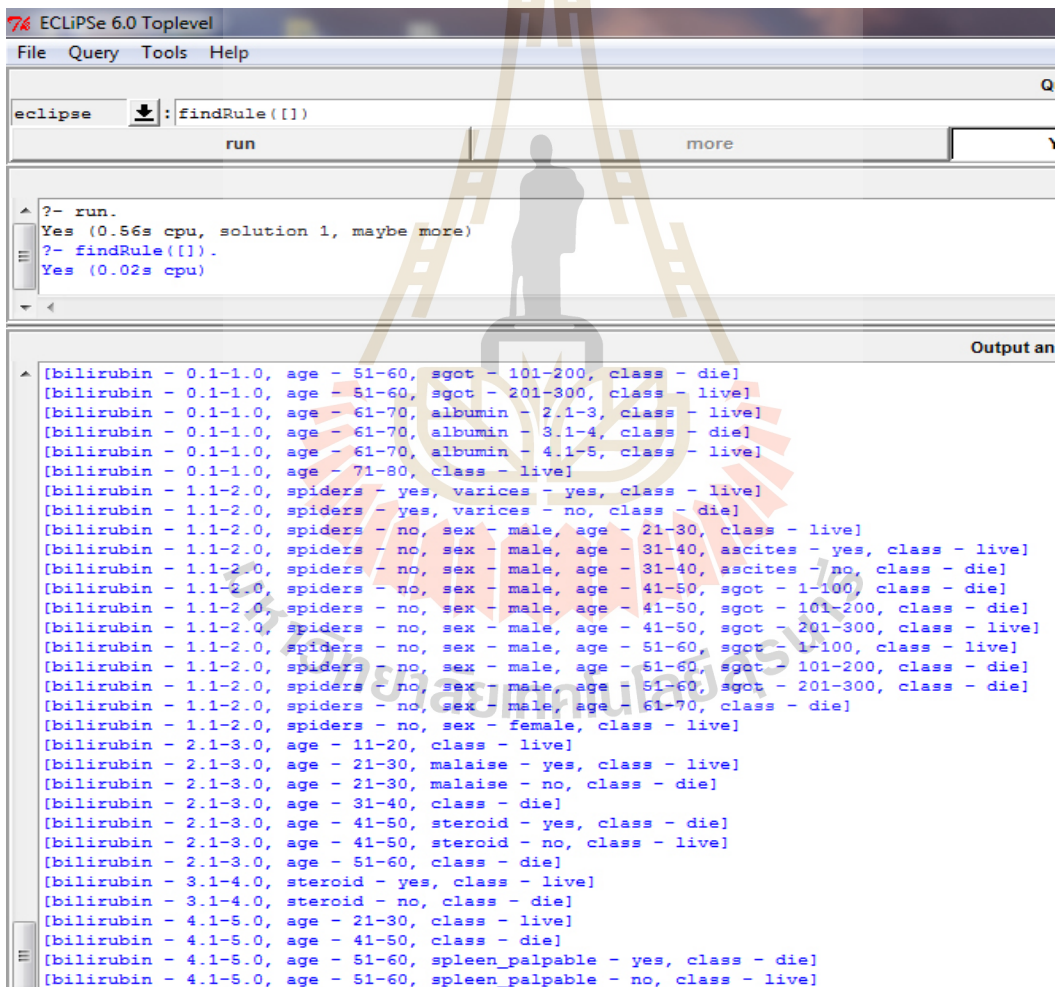 ECLiPSe 6.0 Toplevel
File Query Tools Help
eclipse : findRule([])
run more
?- run.
Yes (0.56s cpu, solution 1, maybe more)
?- findRule([]).
Yes (0.02s cpu)
Output an
[bilirubin - 0.1-1.0, age - 51-60, sgot - 101-200, class - die]
[bilirubin - 0.1-1.0, age - 51-60, sgot - 201-300, class - live]
[bilirubin - 0.1-1.0, age - 61-70, albumin - 2.1-3, class - live]
[bilirubin - 0.1-1.0, age - 61-70, albumin - 3.1-4, class - die]
[bilirubin - 0.1-1.0, age - 61-70, albumin - 4.1-5, class - live]
[bilirubin - 0.1-1.0, age - 71-80, class - live]
[bilirubin - 1.1-2.0, spiders - yes, varices - yes, class - live]
[bilirubin - 1.1-2.0, spiders - yes, varices - no, class - die]
[bilirubin - 1.1-2.0, spiders - no, sex - male, age - 21-30, class - live]
[bilirubin - 1.1-2.0, spiders - no, sex - male, age - 31-40, ascites - yes, class - live]
[bilirubin - 1.1-2.0, spiders - no, sex - male, age - 31-40, ascites - no, class - die]
[bilirubin - 1.1-2.0, spiders - no, sex - male, age - 41-50, sgot - 1-100, class - die]
[bilirubin - 1.1-2.0, spiders - no, sex - male, age - 41-50, sgot - 101-200, class - die]
[bilirubin - 1.1-2.0, spiders - no, sex - male, age - 41-50, sgot - 201-300, class - live]
[bilirubin - 1.1-2.0, spiders - no, sex - male, age - 51-60, sgot - 1-100, class - live]
[bilirubin - 1.1-2.0, spiders - no, sex - male, age - 51-60, sgot - 101-200, class - die]
[bilirubin - 1.1-2.0, spiders - no, sex - male, age - 51-60, sgot - 201-300, class - die]
[bilirubin - 1.1-2.0, spiders - no, sex - male, age - 61-70, class - die]
[bilirubin - 1.1-2.0, spiders - no, sex - female, class - live]
[bilirubin - 2.1-3.0, age - 11-20, class - live]
[bilirubin - 2.1-3.0, age - 21-30, malaise - yes, class - live]
[bilirubin - 2.1-3.0, age - 21-30, malaise - no, class - die]
[bilirubin - 2.1-3.0, age - 31-40, class - die]
[bilirubin - 2.1-3.0, age - 41-50, steroid - yes, class - die]
[bilirubin - 2.1-3.0, age - 41-50, steroid - no, class - live]
[bilirubin - 2.1-3.0, age - 51-60, class - die]
[bilirubin - 3.1-4.0, steroid - yes, class - live]
[bilirubin - 3.1-4.0, steroid - no, class - die]
[bilirubin - 4.1-5.0, age - 21-30, class - live]
[bilirubin - 4.1-5.0, age - 41-50, class - die]
[bilirubin - 4.1-5.0, age - 51-60, spleen_palpable - yes, class - die]
[bilirubin - 4.1-5.0, age - 51-60, spleen_palpable - no, class - live]
มหาวิทยาลัยเทคโนโลยีสุรนารี